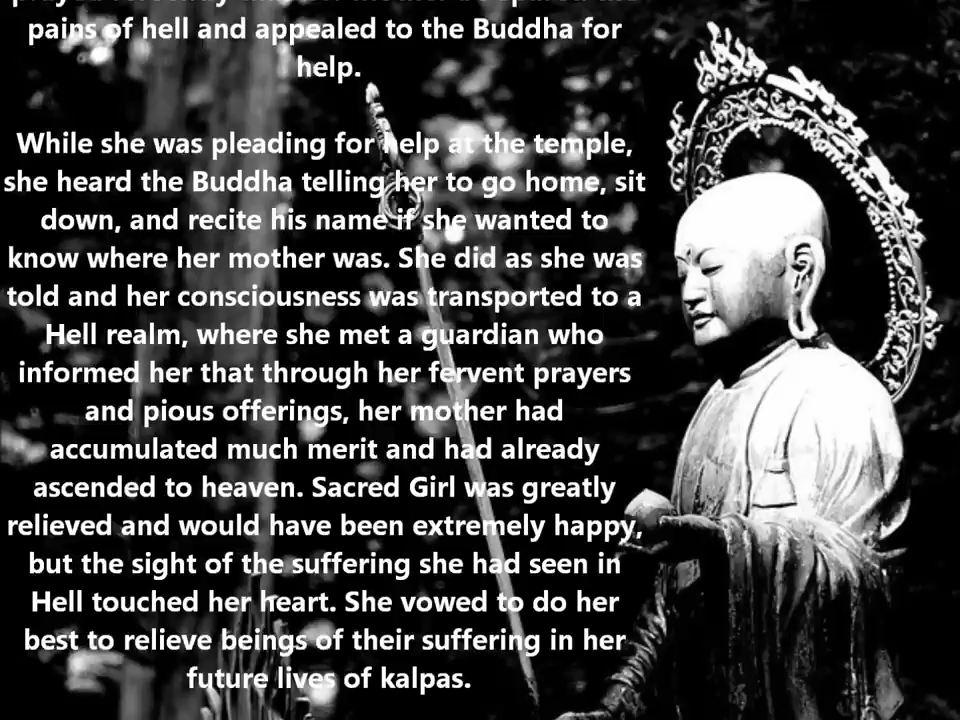 pains of hell and appealed to the Buddha for
help.
While she was pleading for help at the temple,
she heard the Buddha telling her to go home, sit
down, and recite his name if she wanted to
know where her mother was. She did as she was
told and her consciousness was transported to a
Hell realm, where she met a guardian who
informed her that through her fervent prayers
and pious offerings, her mother had
accumulated much merit and had already
ascended to heaven. Sacred Girl was greatly
relieved and would have been extremely happy,
but the sight of the suffering she had seen in
Hell touched her heart. She vowed to do her
best to relieve beings of their suffering in her
future lives of kalpas.